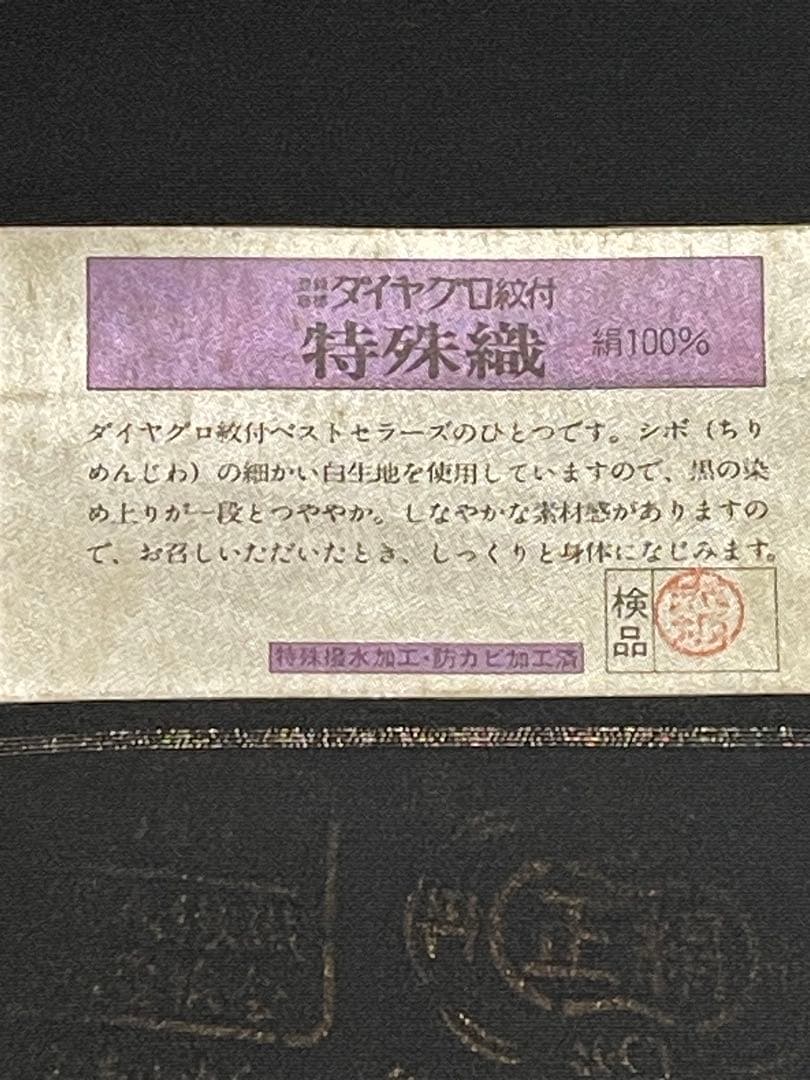 登録商標 ダイヤグロ紋付
特殊織 絹100%
ダイヤグロ紋付ベストセラーズのひとつです。シボ（ちり
めんじわ）の細かい白生地を使用していますので、黒の染
め上りが一段とつややか。しなやかな素材感がありますの
で、お召しいただいたとき、しっくりと身体になじみます。
検品
特殊撥水加工・防カビ加工済